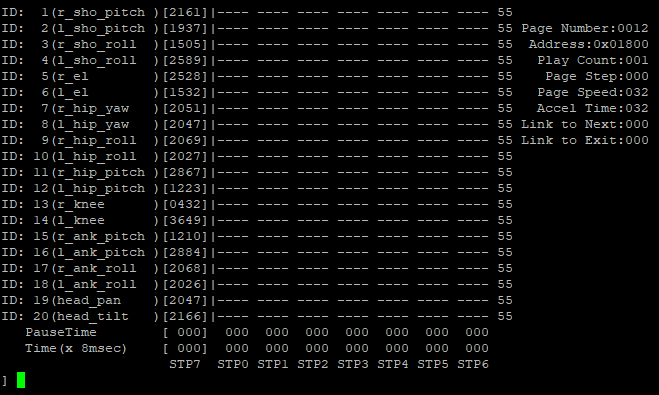 ID:  1(r_sho_pitch )[2161]|---- ---- ---- ---- ---- ---- ---- 55
ID:  2(l_sho_pitch )[1937]|---- ---- ---- ---- ---- ---- ---- 55 Page Number:0012
ID:  3(r_sho_roll  )[1505]|---- ---- ---- ---- ---- ---- ---- 55  Address:0x01800
ID:  4(l_sho_roll  )[2589]|---- ---- ---- ---- ---- ---- ---- 55   Play Count:001
ID:  5(r_el        )[2528]|---- ---- ---- ---- ---- ---- ---- 55    Page Step:000
ID:  6(l_el        )[1532]|---- ---- ---- ---- ---- ---- ---- 55   Page Speed:032
ID:  7(r_hip_yaw   )[2051]|---- ---- ---- ---- ---- ---- ---- 55   Accel Time:032
ID:  8(l_hip_yaw   )[2047]|---- ---- ---- ---- ---- ---- ---- 55 Link to Next:000
ID:  9(r_hip_roll  )[2069]|---- ---- ---- ---- ---- ---- ---- 55 Link to Exit:000
ID: 10(l_hip_roll  )[2027]|---- ---- ---- ---- ---- ---- ---- 55
ID: 11(r_hip_pitch )[2867]|---- ---- ---- ---- ---- ---- ---- 55
ID: 12(l_hip_pitch )[1223]|---- ---- ---- ---- ---- ---- ---- 55
ID: 13(r_knee      )[0432]|---- ---- ---- ---- ---- ---- ---- 55
ID: 14(l_knee      )[3649]|---- ---- ---- ---- ---- ---- ---- 55
ID: 15(r_ank_pitch )[1210]|---- ---- ---- ---- ---- ---- ---- 55
ID: 16(l_ank_pitch )[2884]|---- ---- ---- ---- ---- ---- ---- 55
ID: 17(r_ank_roll  )[2068]|---- ---- ---- ---- ---- ---- ---- 55
ID: 18(l_ank_roll  )[2026]|---- ---- ---- ---- ---- ---- ---- 55
ID: 19(head_pan    )[2047]|---- ---- ---- ---- ---- ---- ---- 55
ID: 20(head_tilt   )[2166]|---- ---- ---- ---- ---- ---- ---- 55
   PauseTime        [ 000]  000  000  000  000  000  000  000
   Time(x 8msec)    [ 000]  000  000  000  000  000  000  000
                     STP7  STP0 STP1 STP2 STP3 STP4 STP5 STP6
]